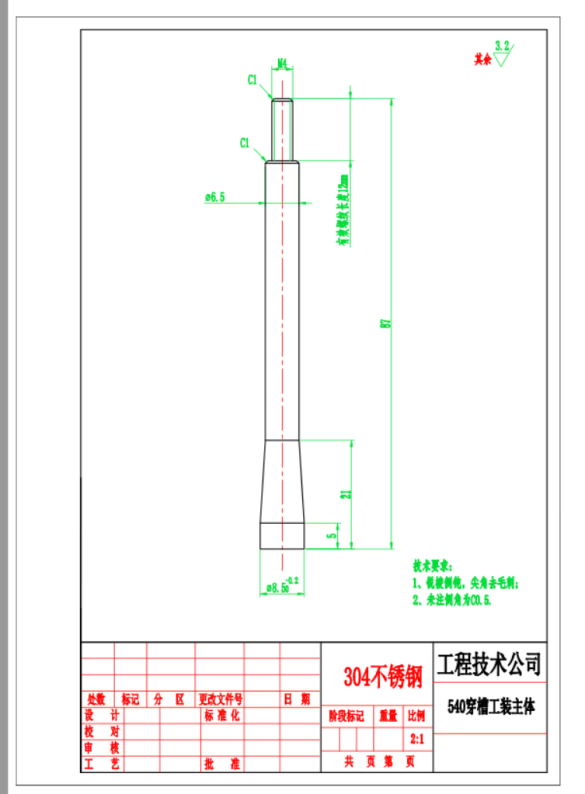 3.2
其余
M4
C1
C1
ø6.5
有效螺纹长度12mm
87
21
5
ø8.5 -0.2 0
技术要求:
1、锐棱倒钝，尖角去毛刺;
2、未注倒角为C0.5.
304不锈钢
工程技术公司
540穿槽工装主体
处数 标记 分 区 更改文件号 日 期
设 计 标 准 化
校 对
审 核
工 艺 批 准
阶段标记 重量 比例
2:1
共 页 第 页